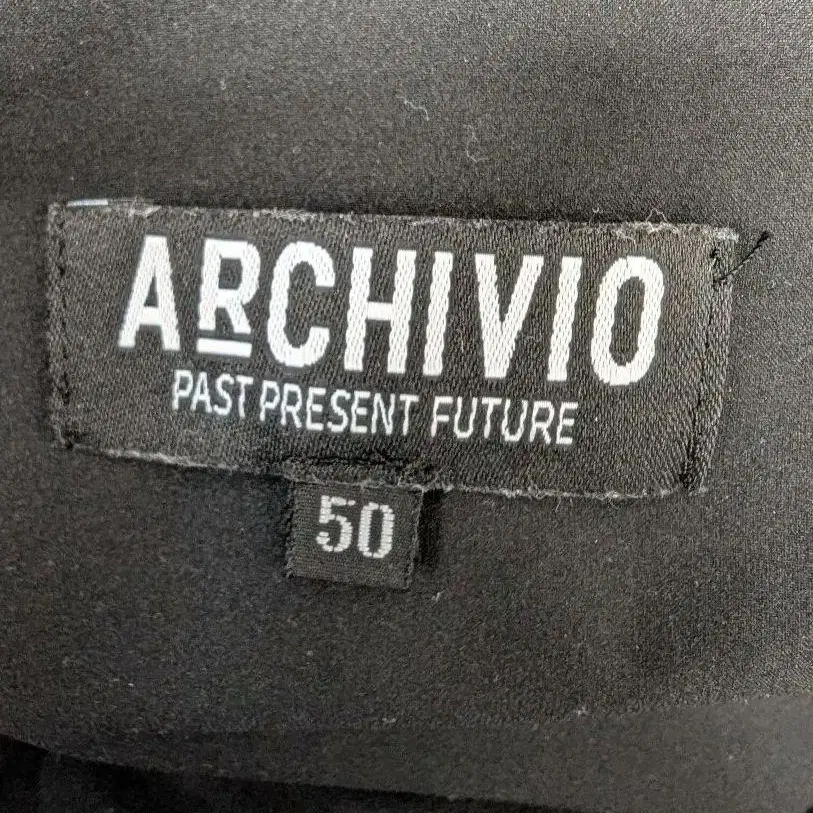 ARCHIVIO
PAST PRESENT FUTURE
50